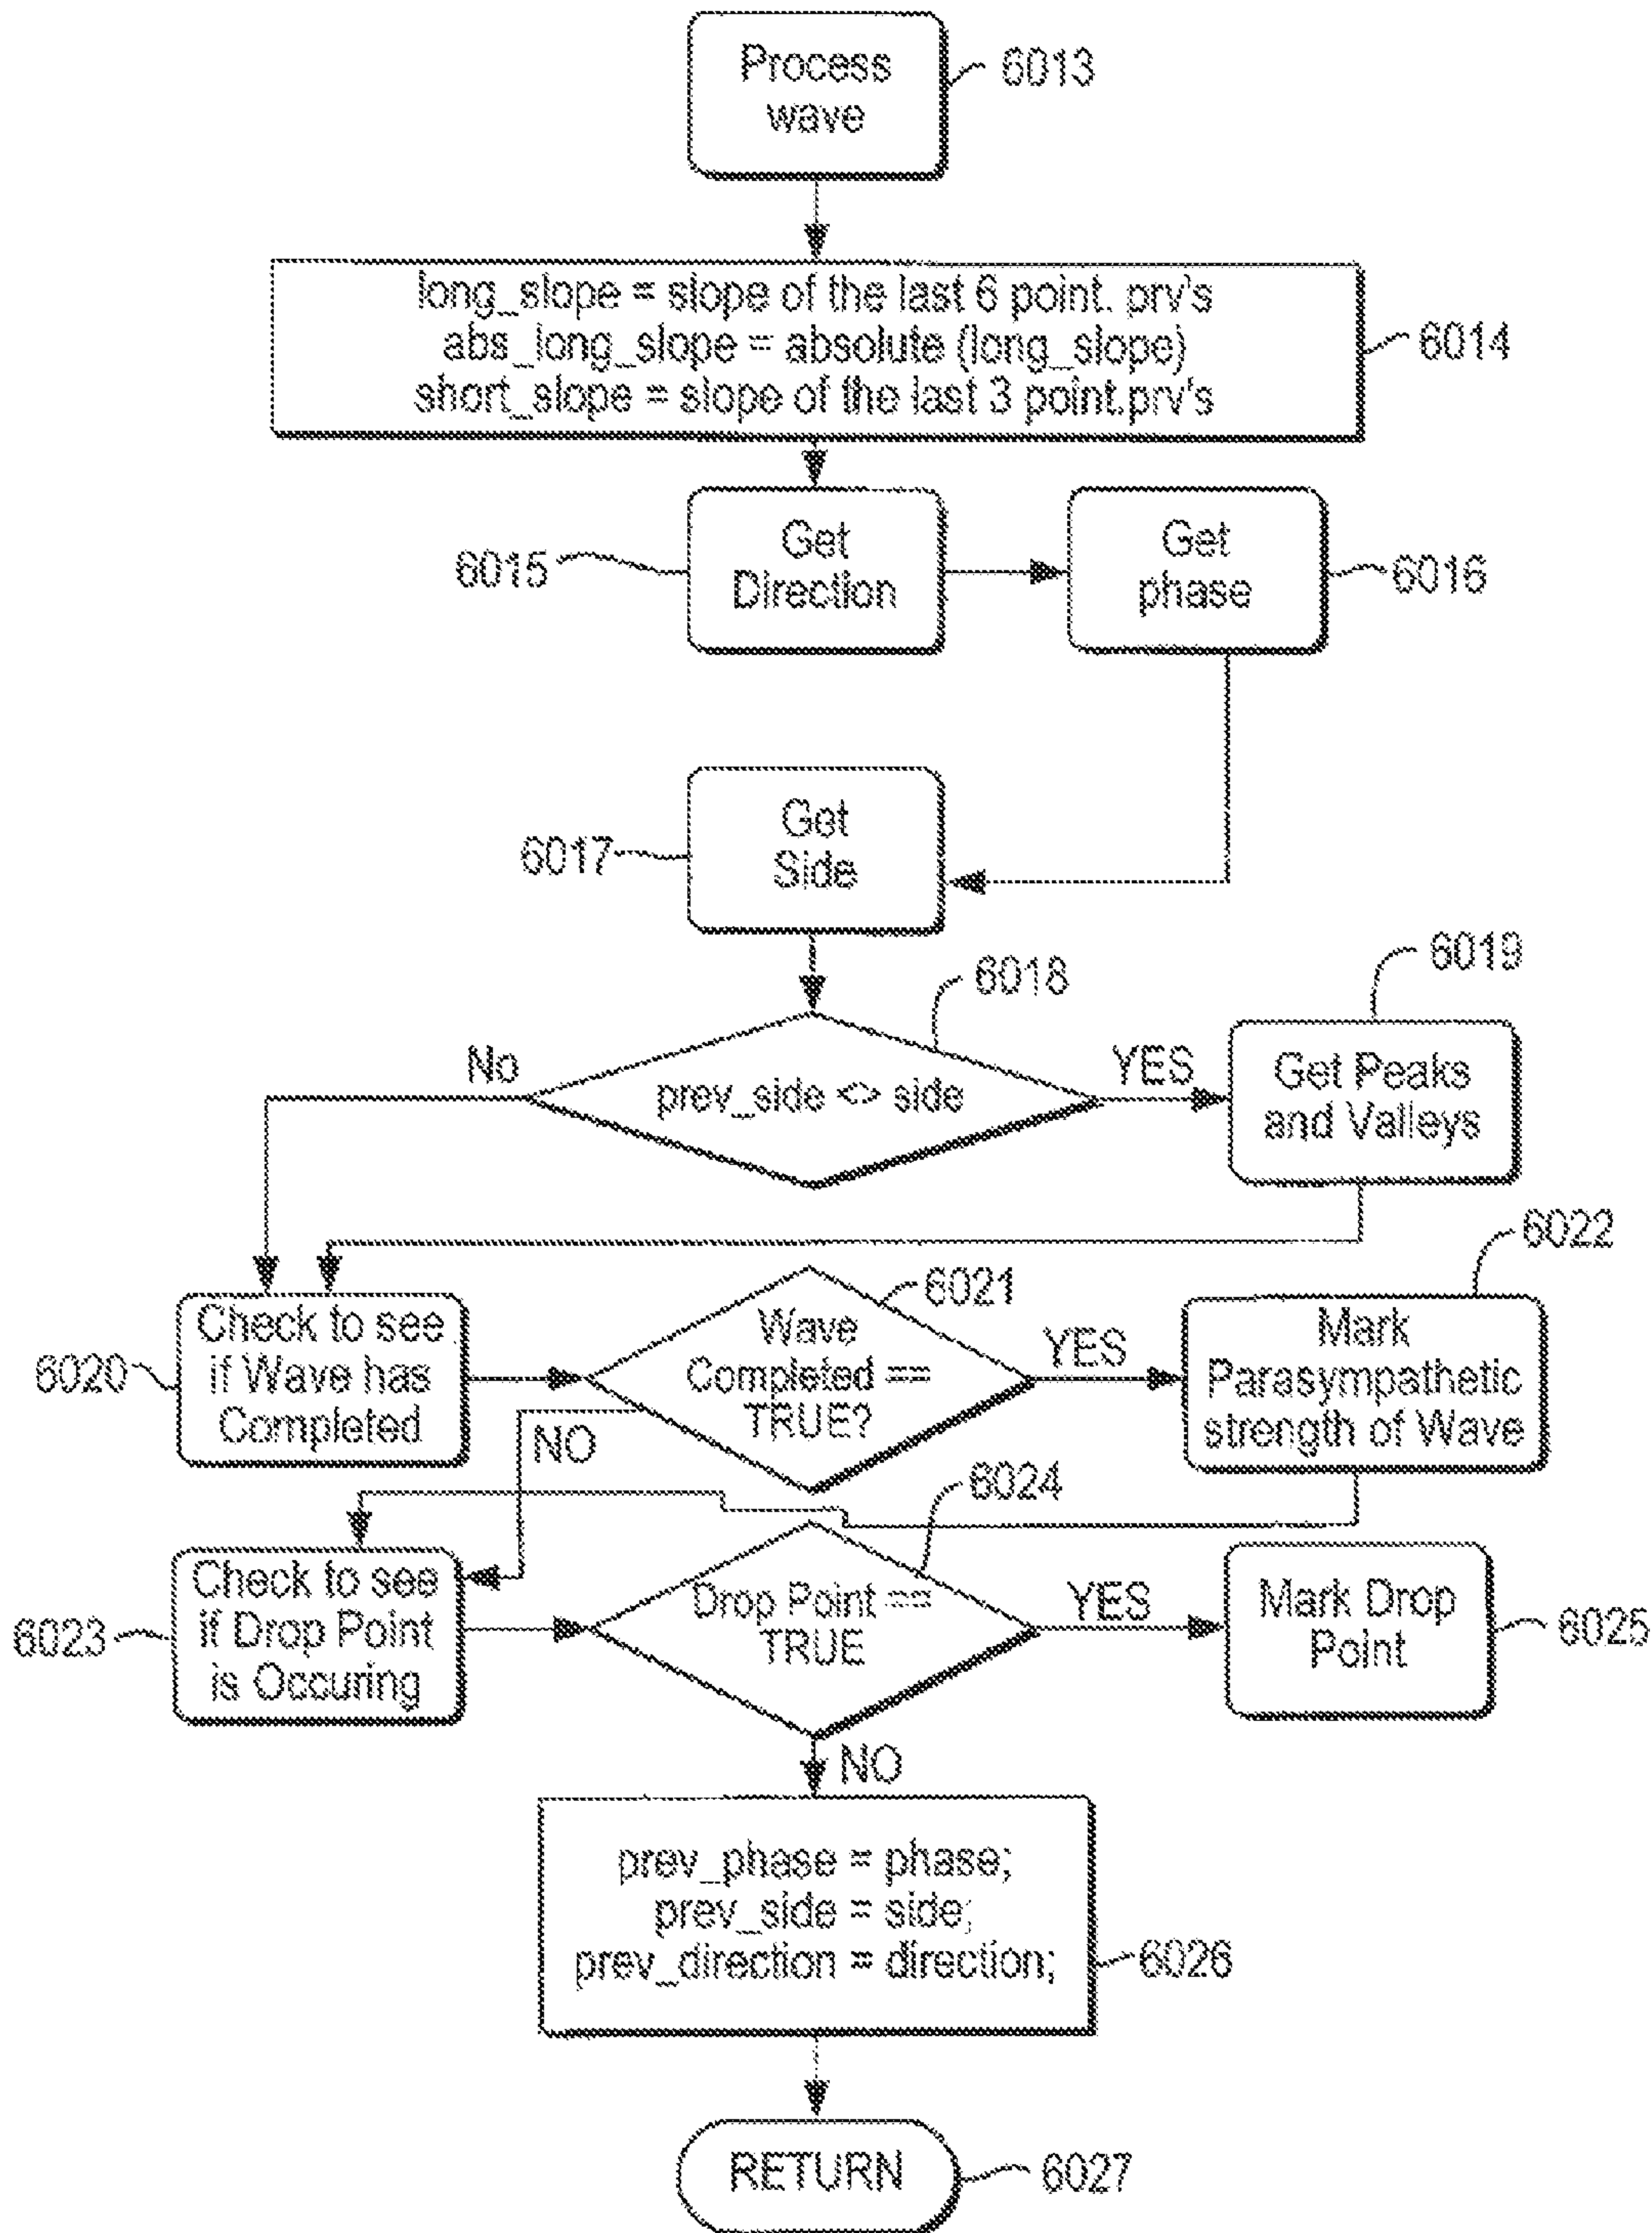 Process
wave
6013
long_slope = slope of the last 6 point. prv's
abs_long_slope = absolute (long_slope)
short_slope = slope of the last 3 point.prv's
6014
6015
Get
Direction
Get
phase
6016
6017
Get
Side
6018
6019
No
prev_side <> side
YES
Get Peaks
and Valleys
6022
6021
6020
Check to see
if Wave has
Completed
Wave
Completed ==
TRUE?
YES
Mark
Parasympathetic
strength of Wave
NO
6024
6023
Check to see
if Drop Point
is Occuring
Drop Point ==
TRUE
YES
Mark Drop
Point
6025
NO
prev_phase = phase;
prev_side = side;
prev_direction = direction;
6026
RETURN
6027